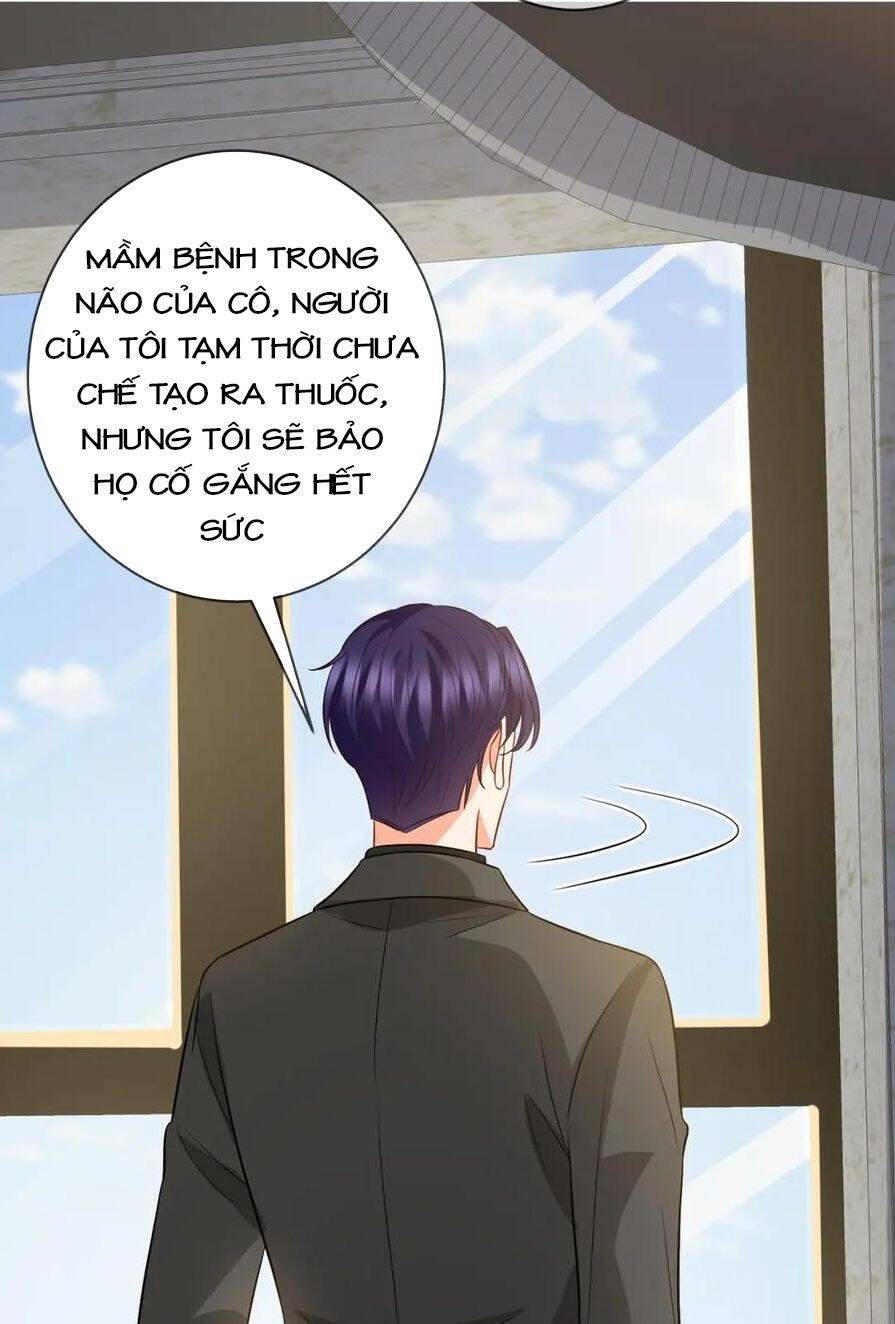 MẦM BỆNH TRONG
NÃO CỦA CÔ, NGƯỜI
CỦA TÔI TẠM THỜI CHƯA
CHẾ TẠO RA THUỐC,
NHƯNG TÔI SẼ BẢO
HỌ CỐ GẮNG HẾT
SỨC